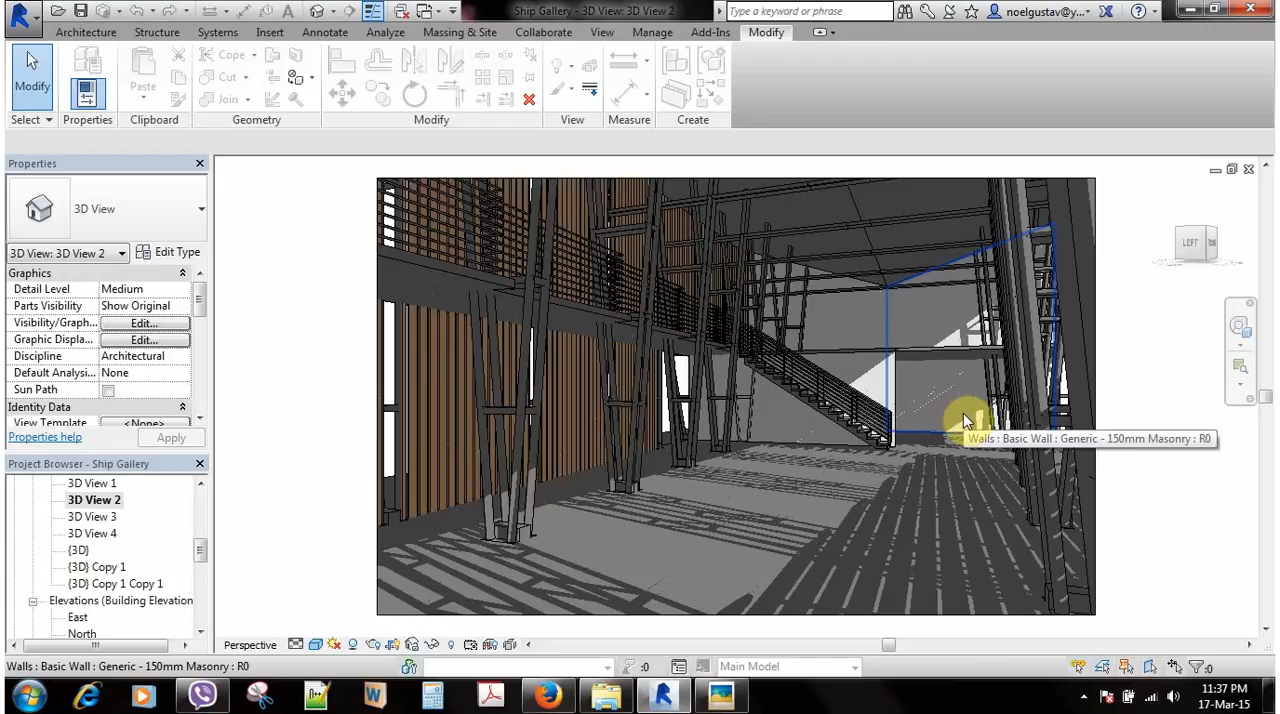 Ship Gallery - 3D View: 3D View 2
Type a keyword or phrase
noelgustav@y...
Architecture Structure Systems Insert Annotate Analyze Massing & Site Collaborate View Manage Add-Ins Modify
Modify
Paste
Cope
Cut
Join
Select Properties Clipboard Geometry Modify View Measure Create
Properties
3D View
3D View: 3D View 2
Edit Type
Graphics
Detail Level Medium
Parts Visibility Show Original
Visibility/Graph... Edit...
Graphic Displa... Edit...
Discipline Architectural
Default Analysi... None
Sun Path
Identity Data
View Template <None>
Properties help
Apply
Project Browser - Ship Gallery
3D View 1
3D View 2
3D View 3
3D View 4
{3D}
{3D} Copy 1
{3D} Copy 1 Copy 1
Elevations (Building Elevation
East
North
LEFT
Walls : Basic Wall : Generic - 150mm Masonry : R0
Perspective
Walls : Basic Wall : Generic - 150mm Masonry : R0
:0
Main Model
:0
11:37 PM
17-Mar-15